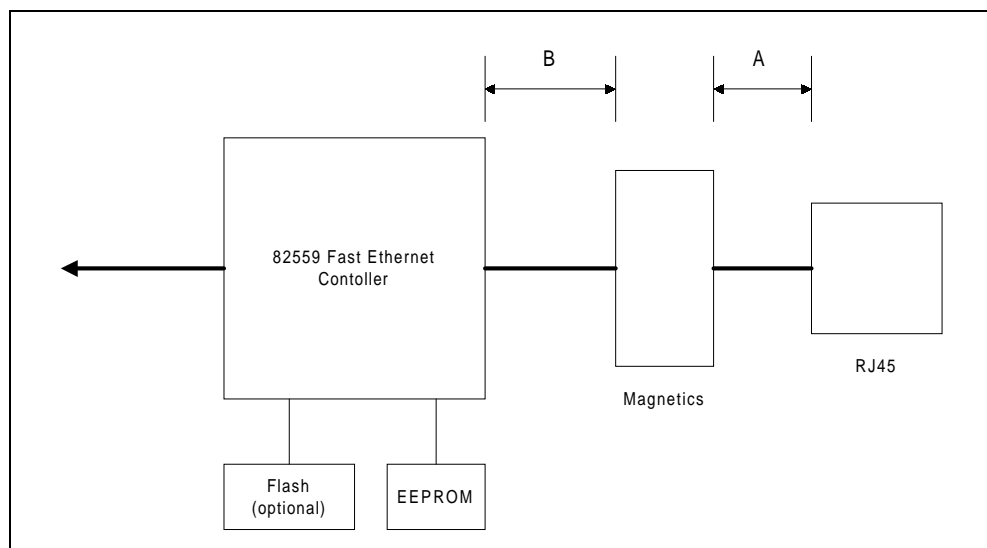 B
A
82559 Fast Ethernet
Contoller
RJ45
Magnetics
Flash
(optional)
EEPROM